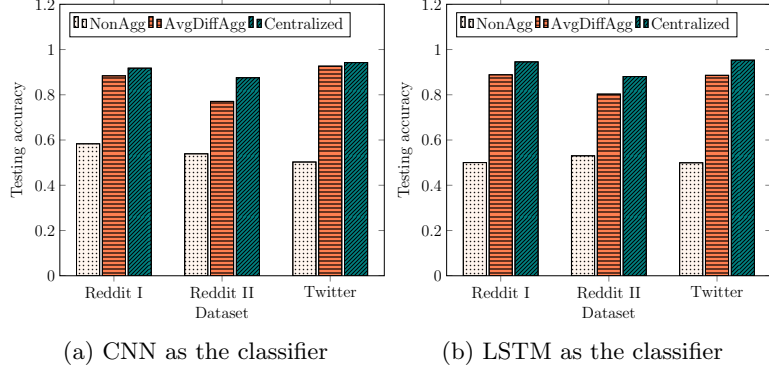 1.2
1
0.8
0.6
0.4
0.2
0
Testing accuracy
NonAgg AvgDiffAgg Centralized
Reddit I Reddit II Twitter
Dataset
(a) CNN as the classifier
1.2
1
0.8
0.6
0.4
0.2
0
Testing accuracy
NonAgg AvgDiffAgg Centralized
Reddit I Reddit II Twitter
Dataset
(b) LSTM as the classifier